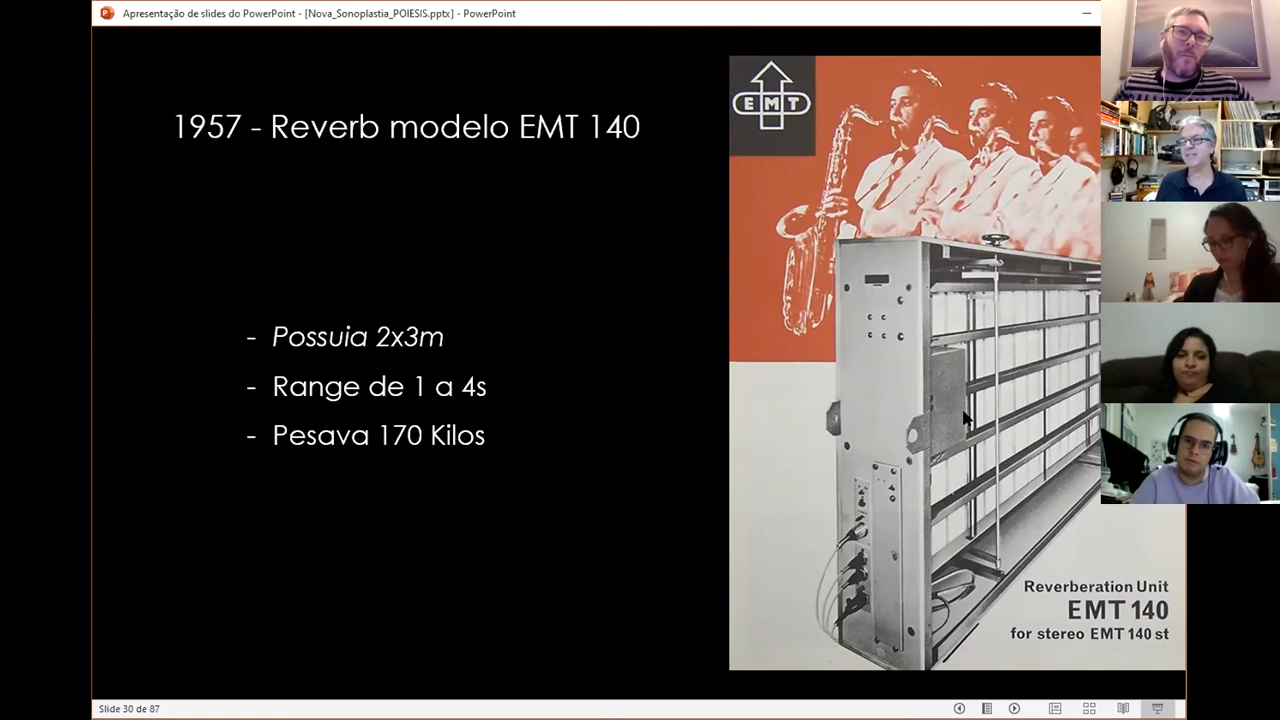 Apresentação de slides do PowerPoint - [Nova_Sonoplastia_POIESIS.pptx] - PowerPoint
EMT
1957 - Reverb modelo EMT 140
- Possuia 2x3m
- Range de 1 a 4s
- Pesava 170 Kilos
Reverberation Unit
EMT 140
for stereo EMT 140 st
Slide 30 de 87